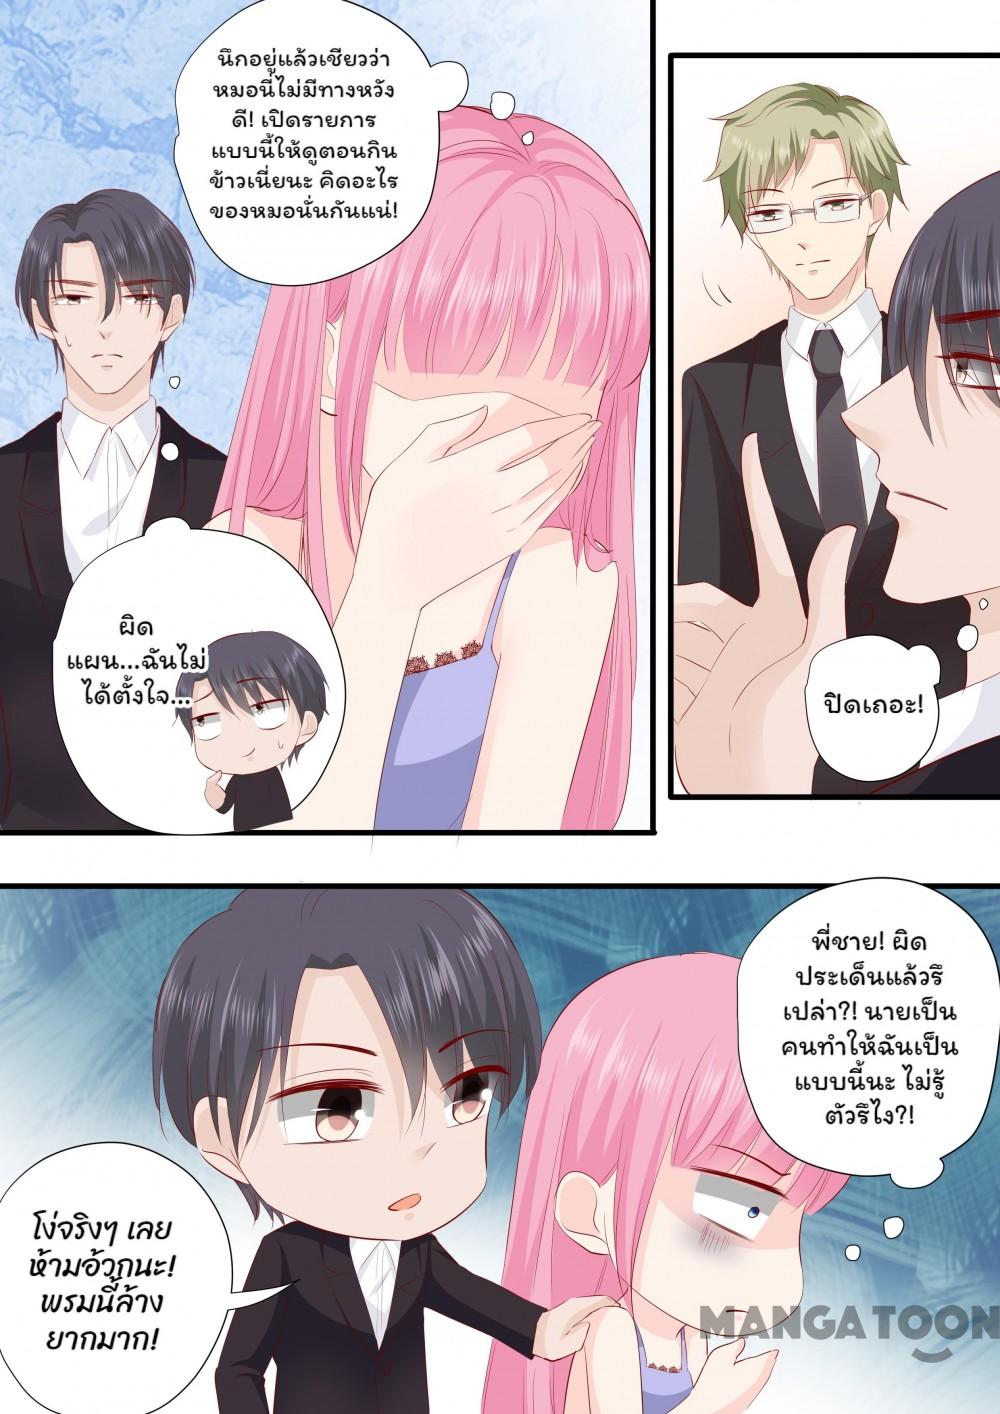 นึกอยู่แล้วเชียวว่า
หมอนี่ไม่มีทางหวัง
ดี! เปิดรายการ
แบบนี้ให้ดูตอนกิน
ข้าวเนี่ยนะ คิดอะไร
ของหมอนั่นกันแน่!
ผิด
แผน...ฉันไม่
ได้ตั้งใจ...
ปิดเถอะ!
พี่ชาย! ผิด
ประเด็นแล้วรึ
เปล่า?! นายเป็น
คนทำให้ฉันเป็น
แบบนี้นะ ไม่รู้
ตัวรึไง?!
โง่จริงๆ เลย
ห้ามอ้วกนะ!
พรมนี้ล้าง
ยากมาก!
MANGATOON